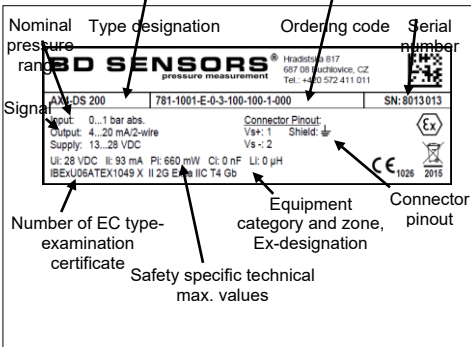 Nominal pressure range
Type designation
Ordering code
Serial number
BD SENSORS®
pressure measurement
Hradistska 817
687 08 Buchlovice, CZ
Tel.: +420 572 411 011
DS 200
781-1001-E-0-3-100-100-1-000
SN: 8013013
Signal
Input: 0...1 bar abs.
Output: 4...20 mA/2-wire
Supply: 13...28 VDC
Connector Pinout:
Vs+: 1 Shield:
Vs -: 2
Ui: 28 VDC Ii: 93 mA Pi: 660 mW Ci: 0 nF Li: 0 µH
IBExU06ATEX1049 X II 2G Ex ia IIC T4 Gb
Ex
CE 1026 2015
Number of EC type-
examination
certificate
Safety specific technical
max. values
Equipment
category and zone,
Ex-designation
Connector
pinout